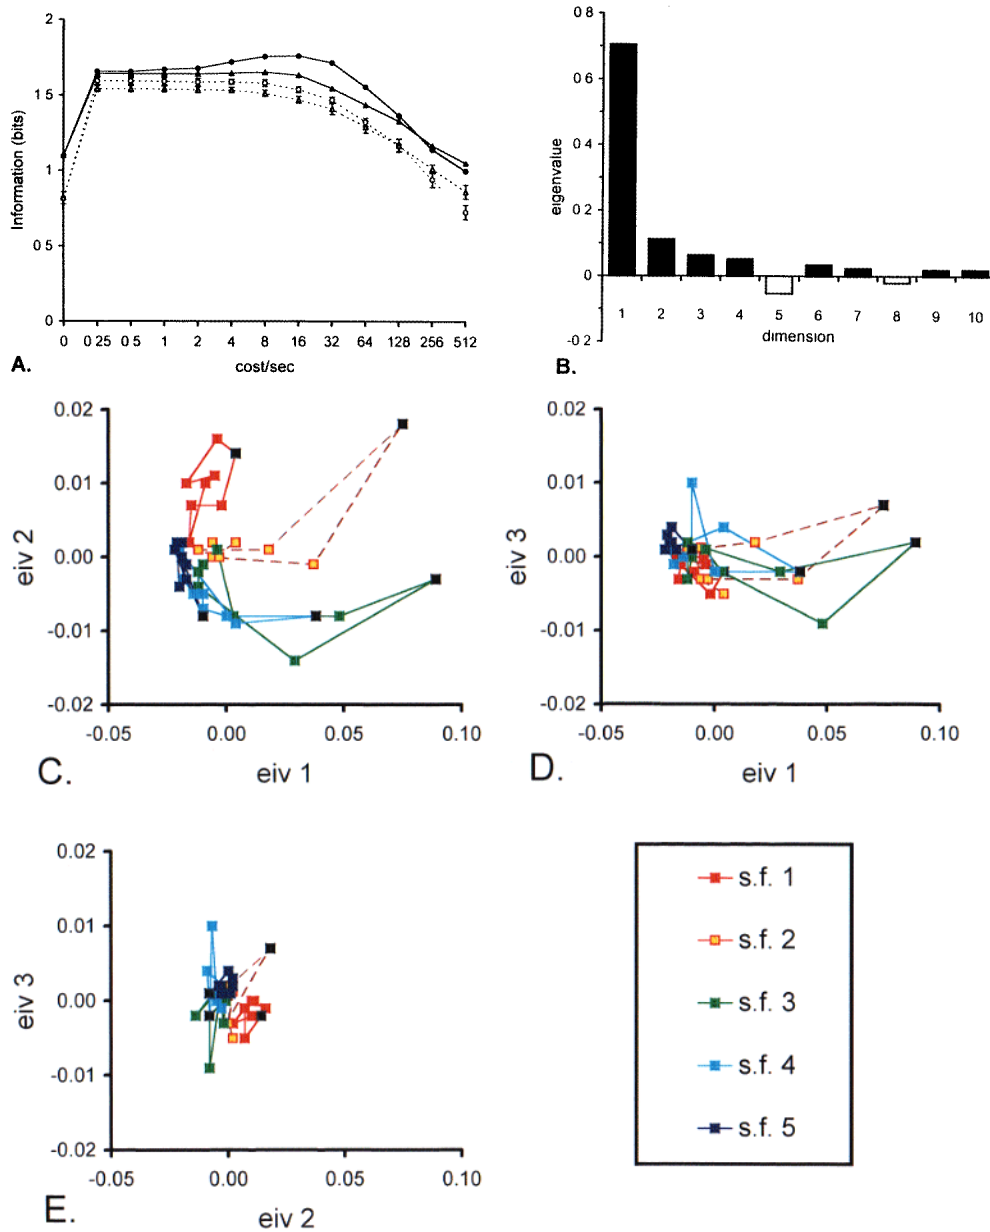 2
1 5
1
0 5
0
Information (bits)
0 0 25 0 5 1 2 4 8 16 32 64 128 256 512
cost/sec
A.
0 8
0 6
0 4
0 2
0
-0 2
eigenvalue
1 2 3 4 5 6 7 8 9 10
dimension
B.
0.02
0.01
0.00
-0.01
-0.02
eiv 2
-0.05 0.00 0.05 0.10
eiv 1
C.
0.02
0.01
0.00
-0.01
-0.02
eiv 3
-0.05 0.00 0.05 0.10
eiv 1
D.
0.02
0.01
0.00
-0.01
-0.02
eiv 3
-0.05 0.00 0.05 0.10
eiv 2
E.
s.f. 1
s.f. 2
s.f. 3
s.f. 4
s.f. 5